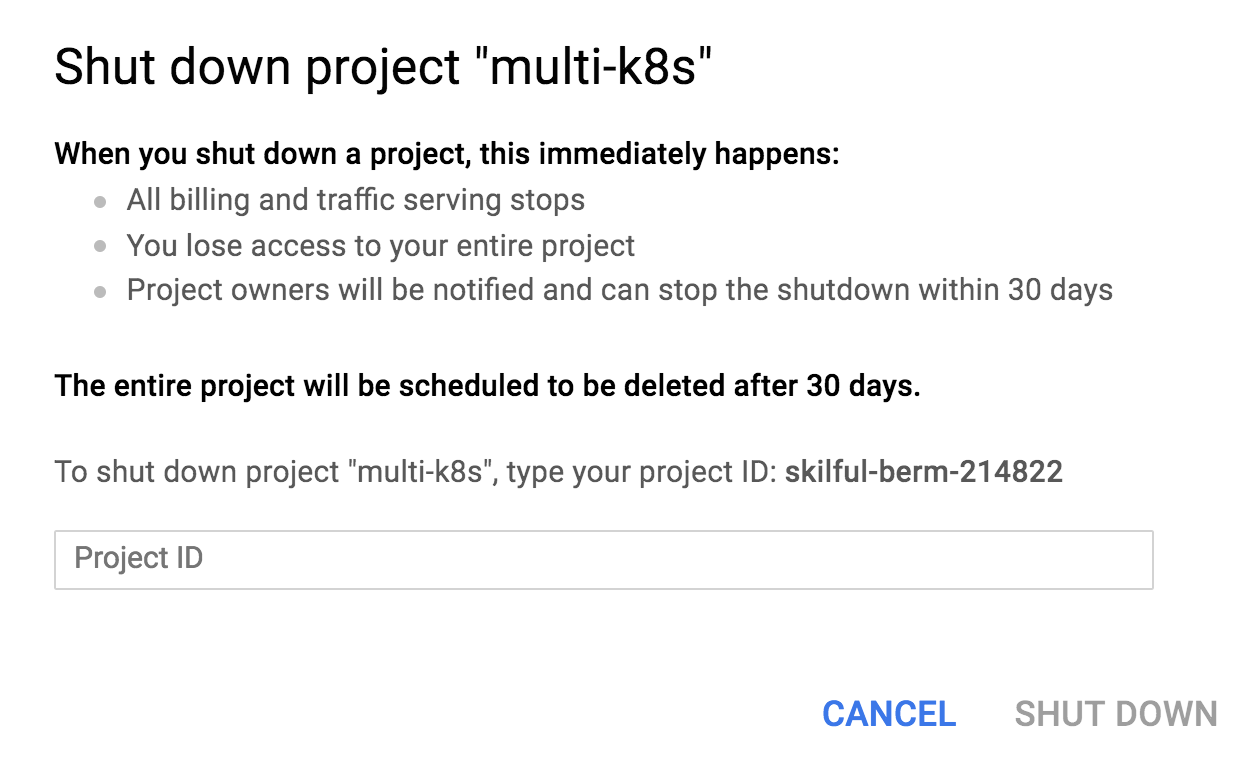 Shut down project "multi-k8s"
When you shut down a project, this immediately happens:
All billing and traffic serving stops
You lose access to your entire project
Project owners will be notified and can stop the shutdown within 30 days
The entire project will be scheduled to be deleted after 30 days.
To shut down project "multi-k8s", type your project ID: skilful-berm-214822
Project ID
CANCEL SHUT DOWN